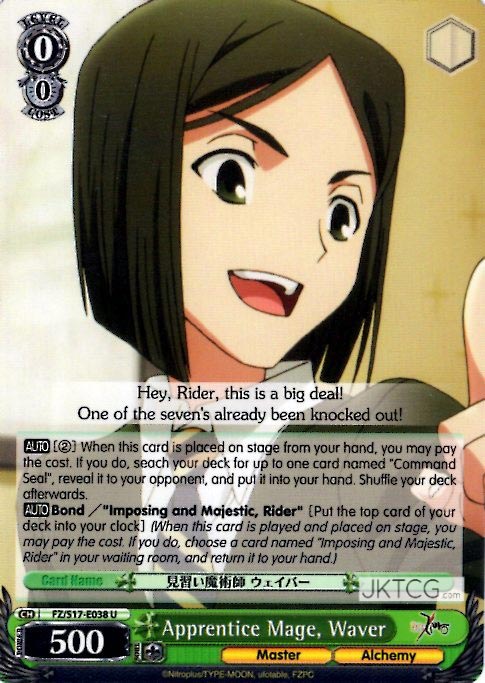 LEVEL
0
0
COST
Hey, Rider, this is a big deal!
One of the seven's already been knocked out!
AUTO [②] When this card is placed on stage from your hand, you may pay
the cost. If you do, seach your deck for up to one card named "Command
Seal", reveal it to your opponent, and put it into your hand. Shuffle your deck
afterwards.
AUTO Bond ／"Imposing and Majestic, Rider" [Put the top card of your
deck into your clock] (When this card is played and placed on stage, you
may pay the cost. If you do, choose a card named "Imposing and Majestic,
Rider" in your waiting room, and return it to your hand.)
Card Name 見習い魔術師 ウェイバー
JKTCG.com
CH FZ/S17-E038 U
POWER 500 SOUL Apprentice Mage, Waver
Master Alchemy
©Nitroplus/TYPE-MOON, ufotable, FZPC